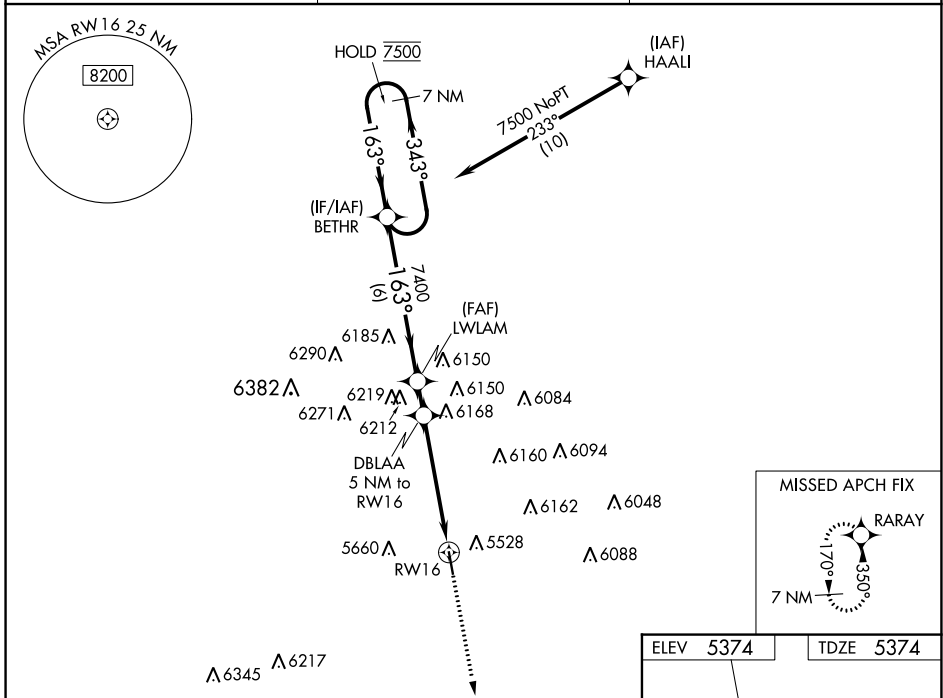 MSA RW16 25 NM
8200
HOLD 7500
7 NM
163°
343°
(IAF)
HAALI
7500 NoPT
233°
(10)
(IF/IAF)
BETHR
7400
163°
(6)
(FAF)
LWLAM
6185
6290
6150
6382
6219
6150
6084
6271
6212
6168
DBLAA
5 NM to
RW16
6160
6094
6162
6048
5660
5528
6088
RW16
MISSED APCH FIX
RARAY
170°
350°
7 NM
6345
6217
ELEV 5374
TDZE 5374